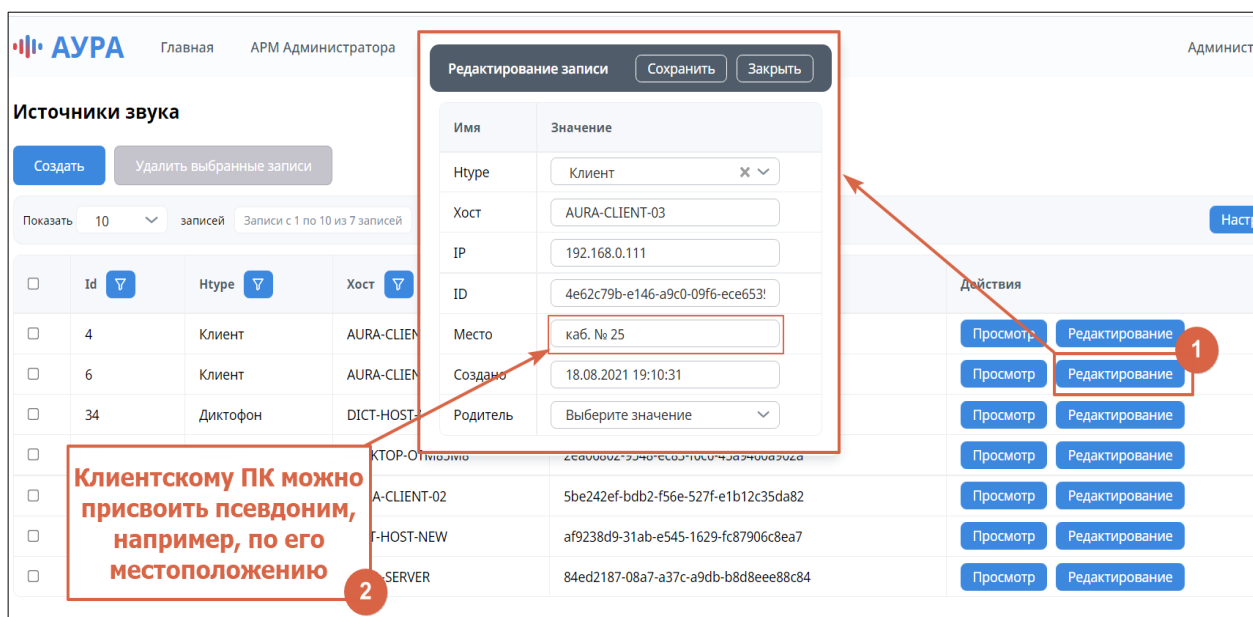 АУРА
Главная
АРМ Администратора
Админист
Редактирование записи
Сохранить
Закрыть
Источники звука
Создать
Удалить выбранные записи
Показать 10 записей
Записи с 1 по 10 из 7 записей
Настр
Имя Значение
Htype Клиент
Хост AURA-CLIENT-03
IP 192.168.0.111
ID 4e62c79b-e146-a9c0-09f6-ece653
Место каб. № 25
Создано 18.08.2021 19:10:31
Родитель Выберите значение
Id Htype Хост Действия
4 Клиент AURA-CLIEN Просмотр Редактирование
1
6 Клиент AURA-CLIEN Просмотр Редактирование
34 Диктофон DICT-HOST- Просмотр Редактирование
Просмотр Редактирование
A-CLIENT-02 5be242ef-bdb2-f56e-527f-e1b12c35da82 Просмотр Редактирование
T-HOST-NEW af9238d9-31ab-e545-1629-fc87906c8ea7 Просмотр Редактирование
-SERVER 84ed2187-08a7-a37c-a9db-b8d8eee88c84 Просмотр Редактирование
Клиентскому ПК можно
присвоить псевдоним,
например, по его
местоположению
2